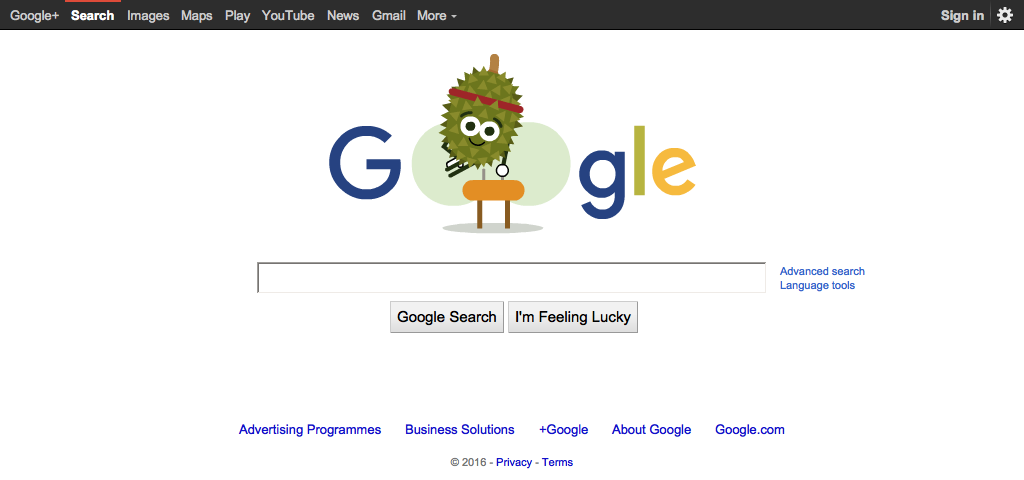 Google+ Search Images Maps Play YouTube News Gmail More Sign in
G gle
Advanced search
Language tools
Google Search I'm Feeling Lucky
Advertising Programmes Business Solutions +Google About Google Google.com
© 2016 - Privacy - Terms